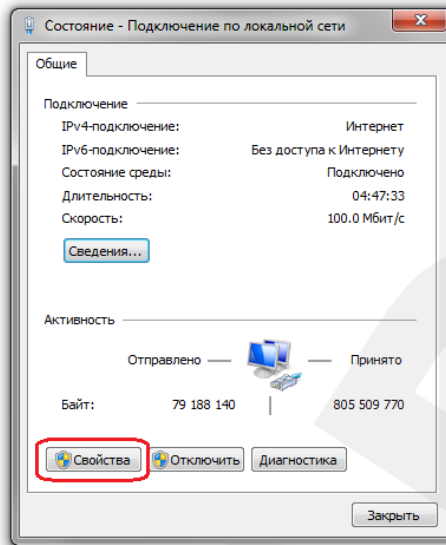 Состояние - Подключение по локальной сети
Общие
Подключение
IPv4-подключение: Интернет
IPv6-подключение: Без доступа к Интернету
Состояние среды: Подключено
Длительность: 04:47:33
Скорость: 100.0 Мбит/с
Сведения...
Активность
Отправлено — — Принято
Байт: 79 188 140 | 805 509 770
Свойства Отключить Диагностика
Закрыть